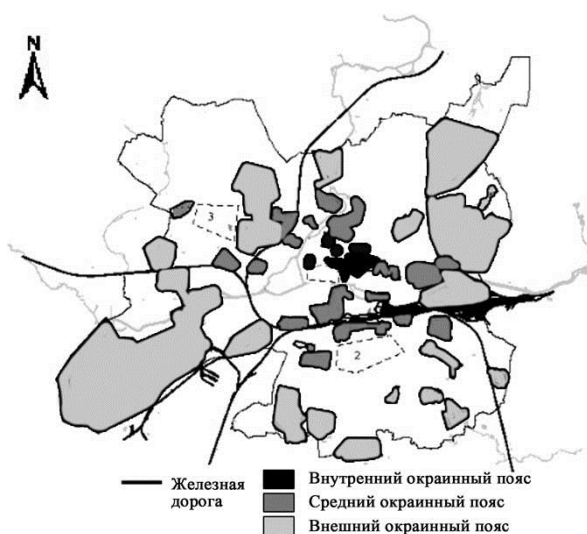 N
3
2
Железная
дорога
Внутренний окраинный пояс
Средний окраинный пояс
Внешний окраинный пояс